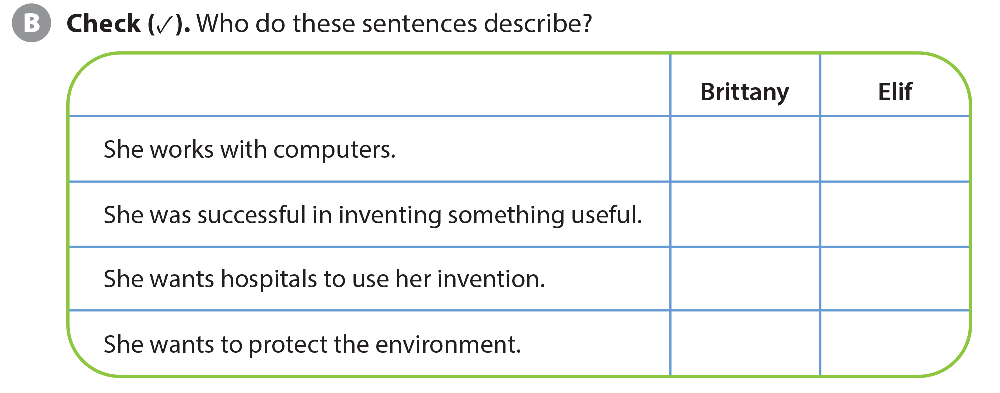 B Check (✓). Who do these sentences describe?
Brittany Elif
She works with computers.
She was successful in inventing something useful.
She wants hospitals to use her invention.
She wants to protect the environment.